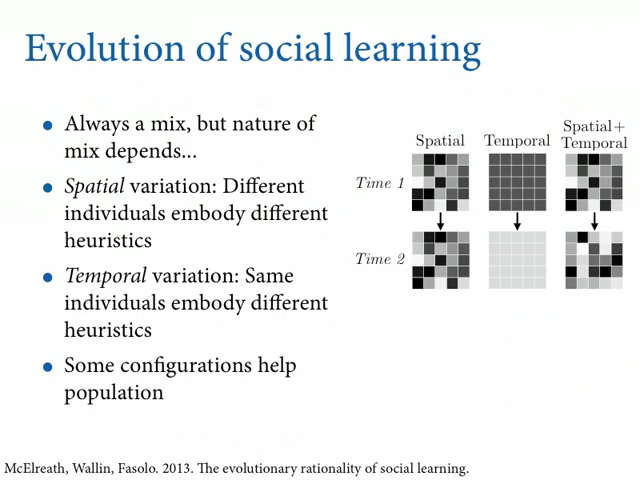 Evolution of social learning
• Always a mix, but nature of
mix depends...
• Spatial variation: Different
individuals embody different
heuristics
• Temporal variation: Same
individuals embody different
heuristics
• Some configurations help
population
Spatial
Temporal
Spatial+
Temporal
Time 1
Time 2
McElreath, Wallin, Fasolo. 2013. The evolutionary rationality of social learning.